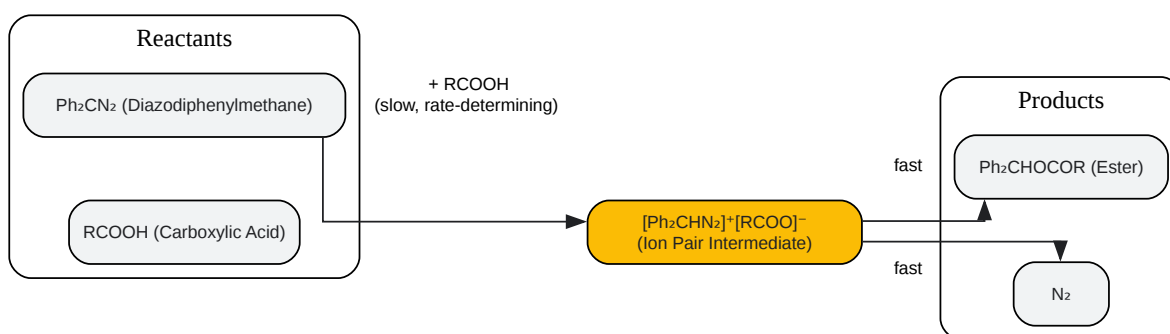 Reactants
Ph₂CN₂ (Diazodiphenylmethane)
RCOOH (Carboxylic Acid)
+ RCOOH
(slow, rate-determining)
[Ph₂CHN₂]⁺[RCOO]⁻
(Ion Pair Intermediate)
fast
fast
Products
Ph₂CHOCOR (Ester)
N₂